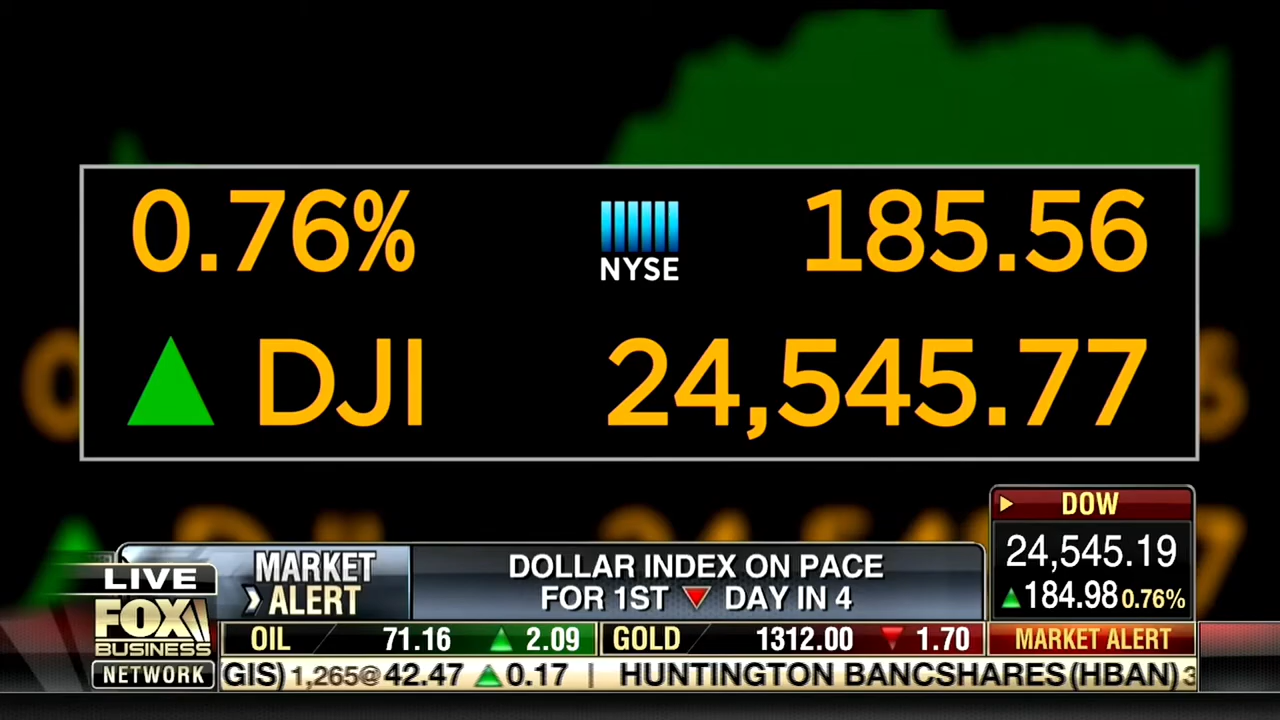 0.76%
NYSE
185.56
DJI
24,545.77
DOW
24,545.19
184.98 0.76%
MARKET ALERT
MARKET
ALERT
DOLLAR INDEX ON PACE
FOR 1ST DAY IN 4
LIVE
FOX
BUSINESS
NETWORK
OIL 71.16 2.09
GOLD 1312.00 1.70
GIS) 1,265@42.47 0.17 | HUNTINGTON BANCSHARES(HBAN)